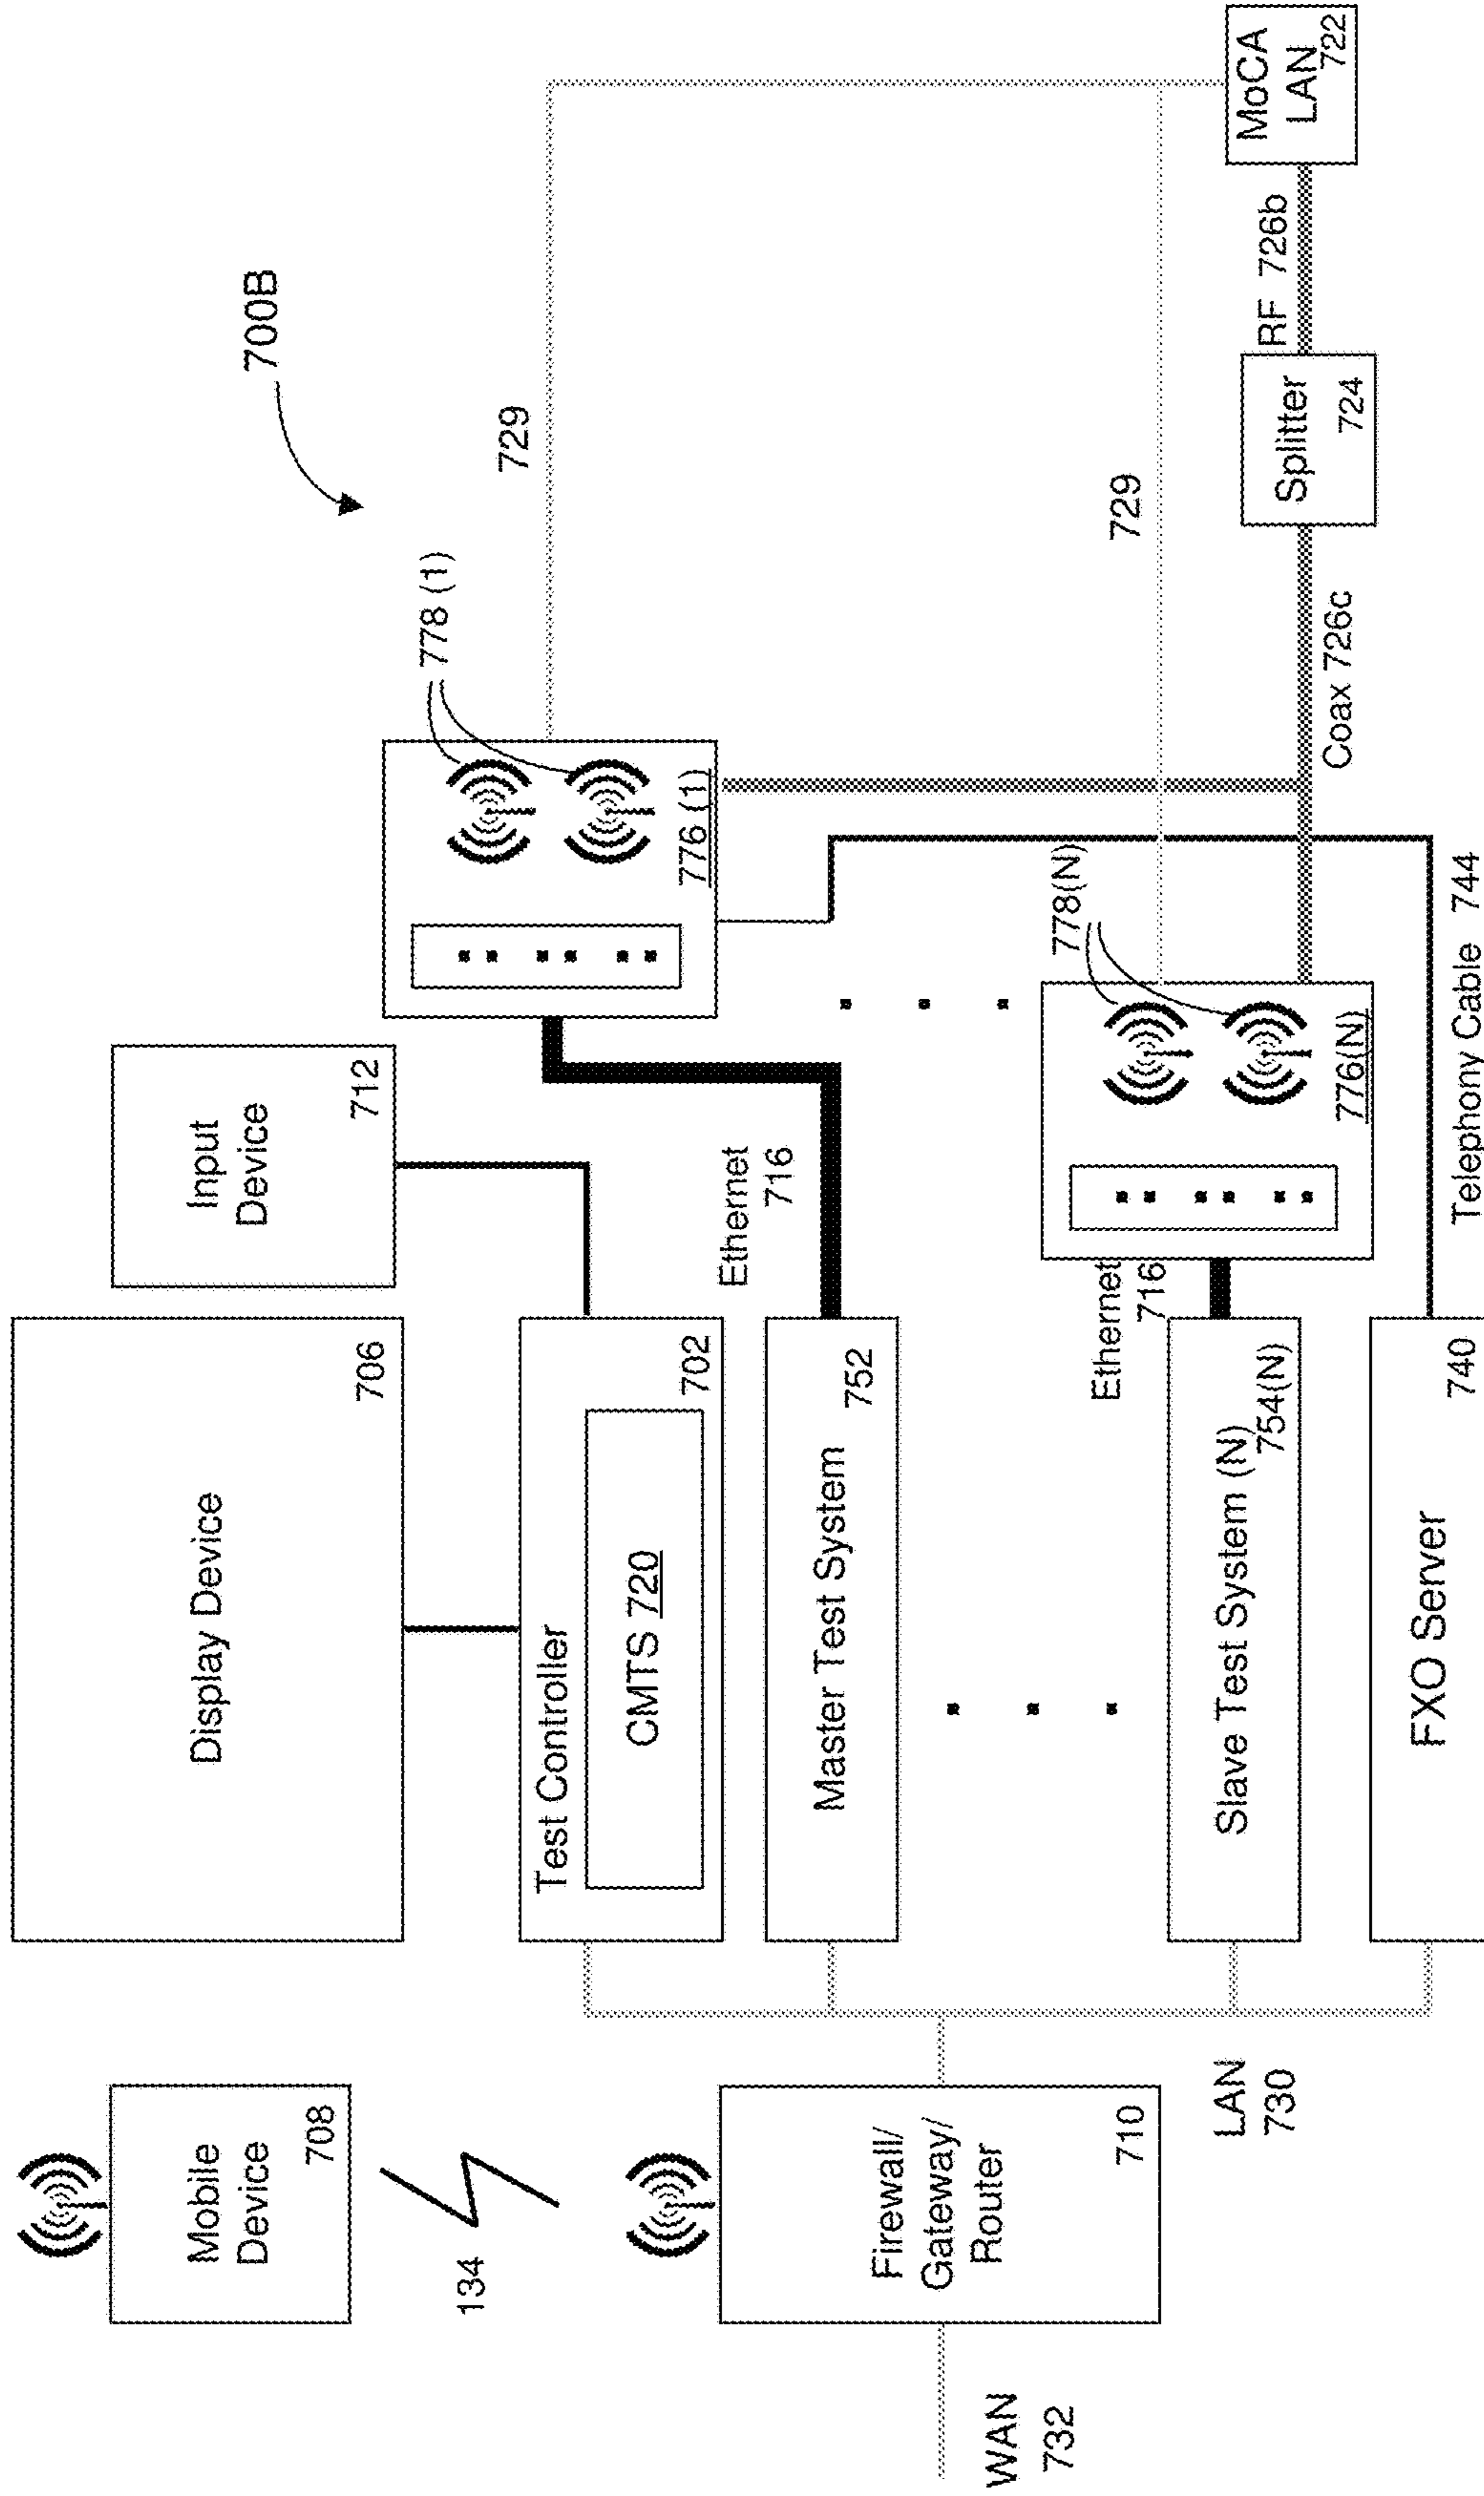 700B
Mobile
Device
708
134
Firewall/
Gateway/
Router
710
WAN
732
LAN
730
Display Device
706
Input
Device
712
Test Controller
702
CMTS 720
Master Test System
752
Ethernet
716
Slave Test System (N)
754(N)
Ethernet
716
FXO Server
740
Telephony Cable 744
776 (1)
778 (1)
776(N)
778(N)
729
729
Coax 726c
Splitter
724
RF 726b
MoCA
LAN
722